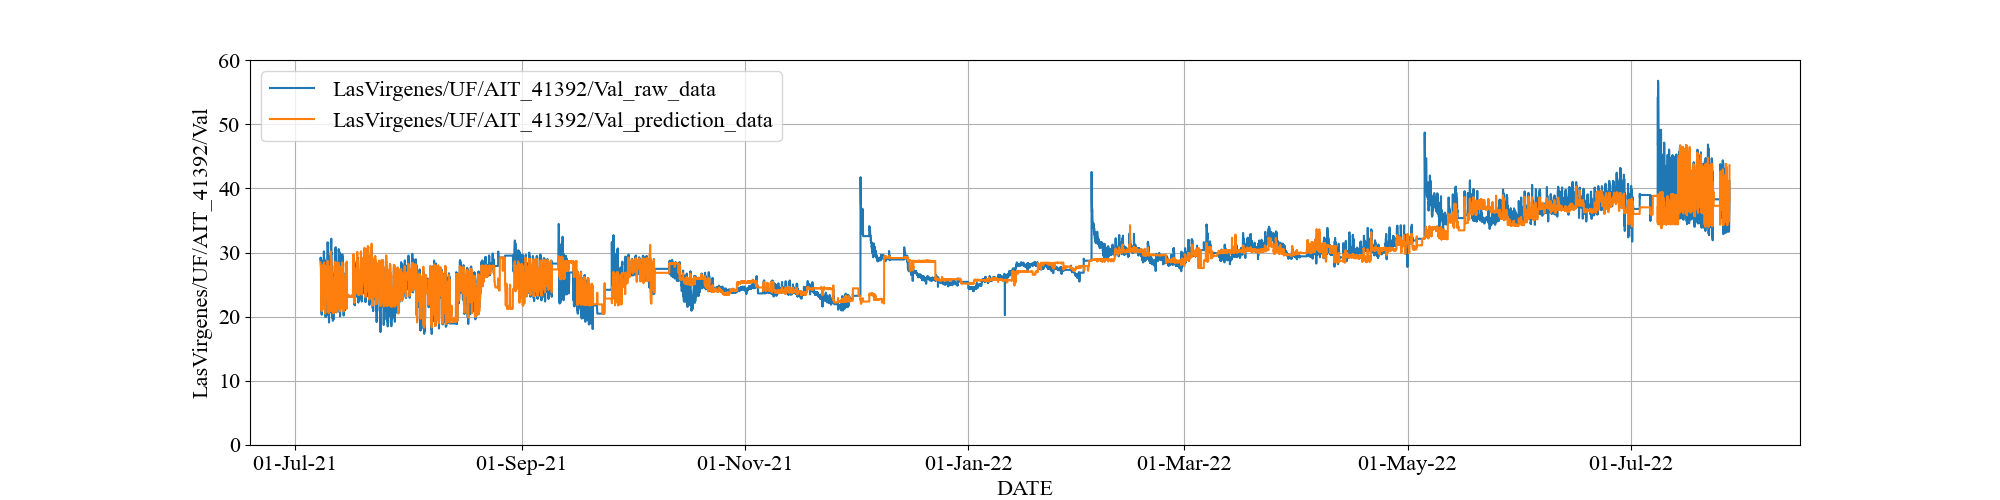 LasVirgenes/UF/AIT_41392/Val_raw_data
LasVirgenes/UF/AIT_41392/Val_prediction_data
LasVirgenes/UF/AIT_41392/Val
60
50
40
30
20
10
0
01-Jul-21
01-Sep-21
01-Nov-21
01-Jan-22
01-Mar-22
01-May-22
01-Jul-22
DATE